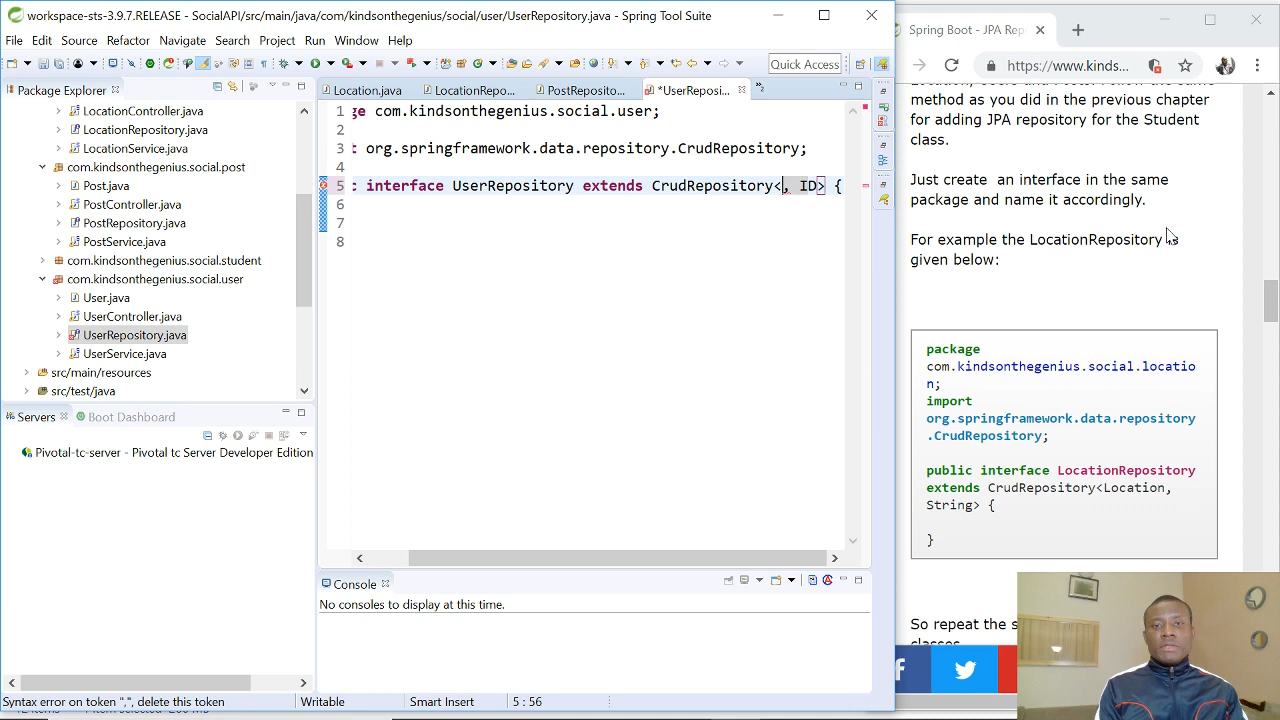 workspace-sts-3.9.7.RELEASE - SocialAPI/src/main/java/com/kindsonthegenius/social/user/UserRepository.java - Spring Tool Suite
File Edit Source Refactor Navigate Search Project Run Window Help
Quick Access
Package Explorer
LocationController.java
LocationRepository.java
LocationService.java
com.kindsonthegenius.social.post
Post.java
PostController.java
PostRepository.java
PostService.java
com.kindsonthegenius.social.student
com.kindsonthegenius.social.user
User.java
UserController.java
UserRepository.java
UserService.java
src/main/resources
src/test/java
Servers Boot Dashboard
Pivotal-tc-server - Pivotal tc Server Developer Edition
Location.java LocationRepo... PostReposito... *UserReposi...
1 ge com.kindsonthegenius.social.user;
2
3 t org.springframework.data.repository.CrudRepository;
4
5 c interface UserRepository extends CrudRepository<, ID> {
6
7
8
Console
No consoles to display at this time.
Syntax error on token ",", delete this token Writable Smart Insert 5 : 56
Spring Boot - JPA Rep
https://www.kinds...
method as you did in the previous chapter
for adding JPA repository for the Student
class.
Just create an interface in the same
package and name it accordingly.
For example the LocationRepository is
given below:
package
com.kindsonthegenius.social.locatio
n;
import
org.springframework.data.repository
.CrudRepository;
public interface LocationRepository
extends CrudRepository<Location,
String> {
}
So repeat the s
classes